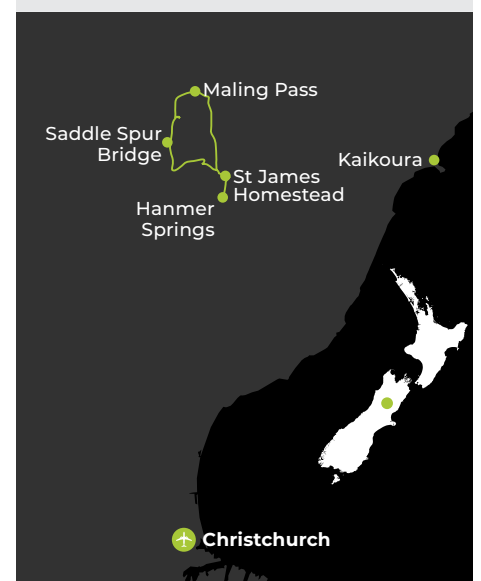 Maling Pass
Saddle Spur
Bridge
Kaikoura
St James
Homestead
Hanmer
Springs
Christchurch